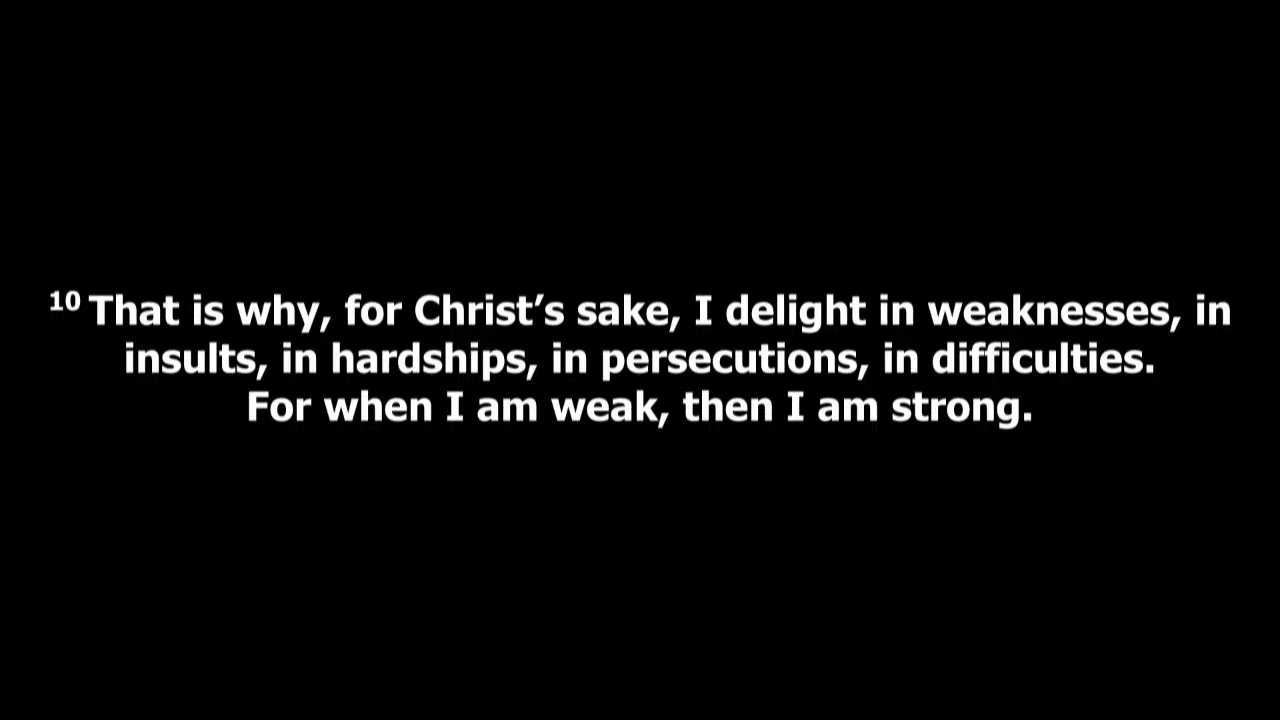 10 That is why, for Christ’s sake, I delight in weaknesses, in
insults, in hardships, in persecutions, in difficulties.
For when I am weak, then I am strong.